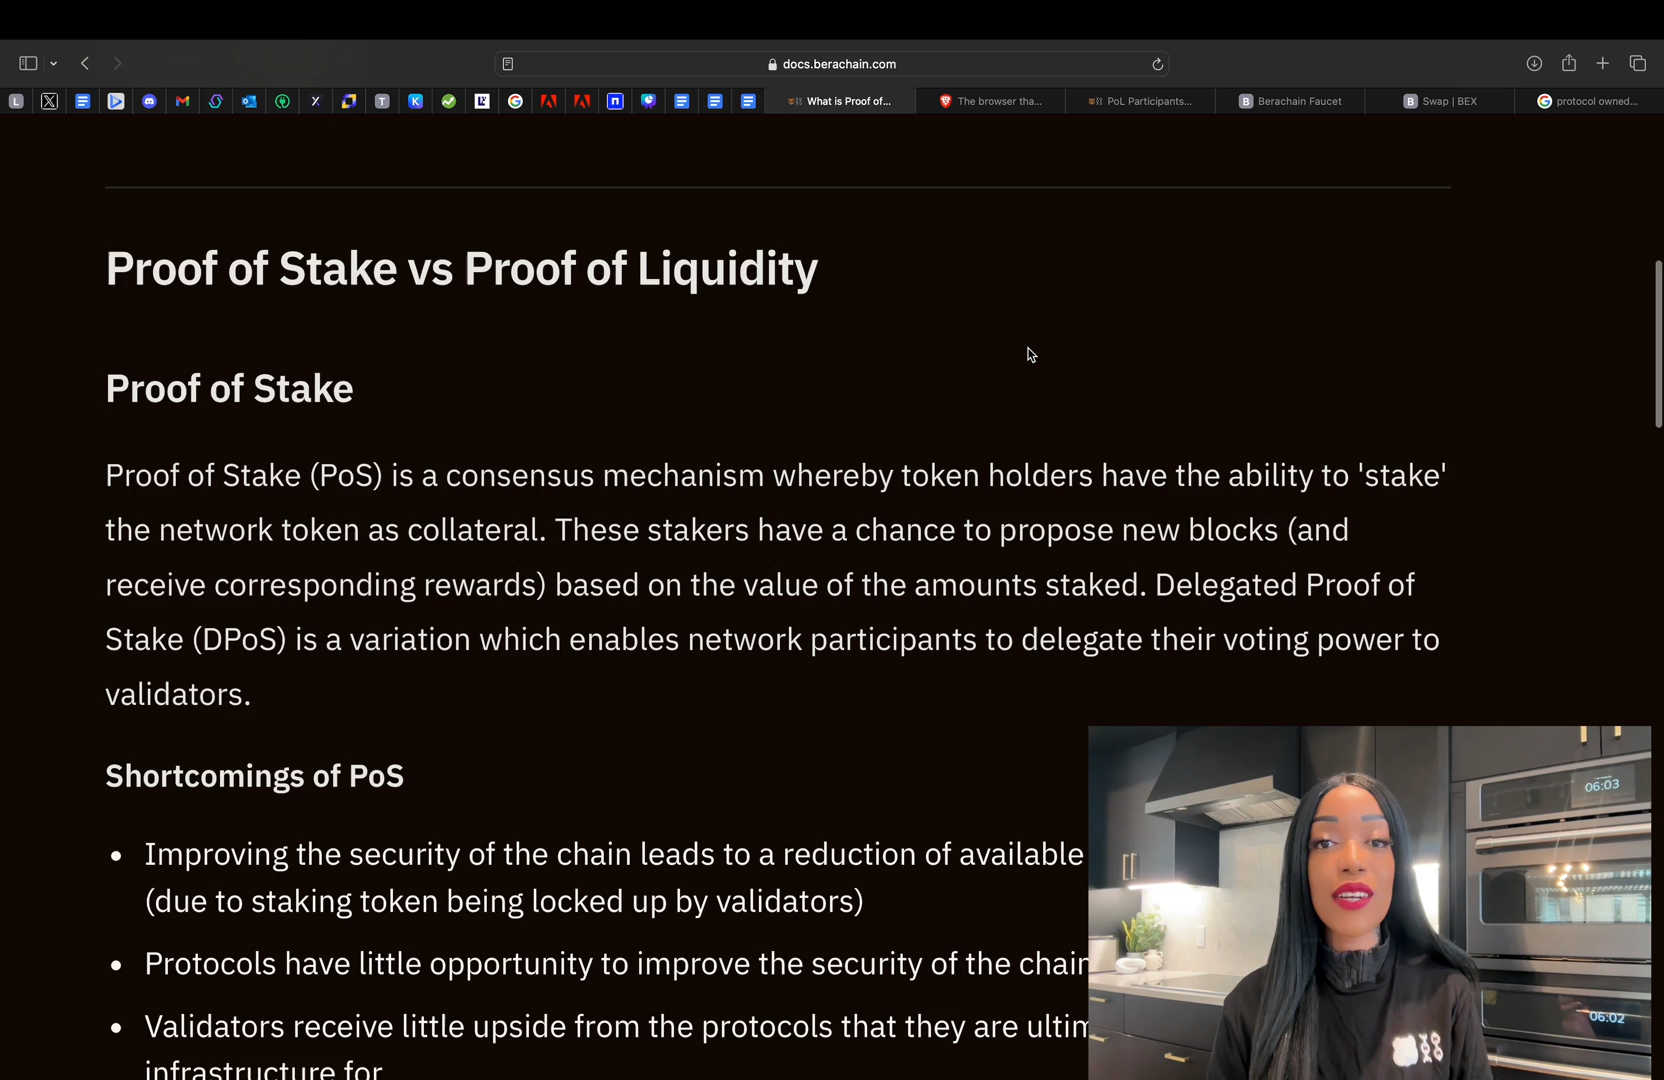 docs.berachain.com
What is Proof of...
The browser tha...
PoL Participants...
Berachain Faucet
Swap | BEX
protocol owned...
Proof of Stake vs Proof of Liquidity
Proof of Stake
Proof of Stake (PoS) is a consensus mechanism whereby token holders have the ability to 'stake'
the network token as collateral. These stakers have a chance to propose new blocks (and
receive corresponding rewards) based on the value of the amounts staked. Delegated Proof of
Stake (DPoS) is a variation which enables network participants to delegate their voting power to
validators.
Shortcomings of PoS
Improving the security of the chain leads to a reduction of available
(due to staking token being locked up by validators)
Protocols have little opportunity to improve the security of the chain
Validators receive little upside from the protocols that they are
infrastructure for
06:03
06:02